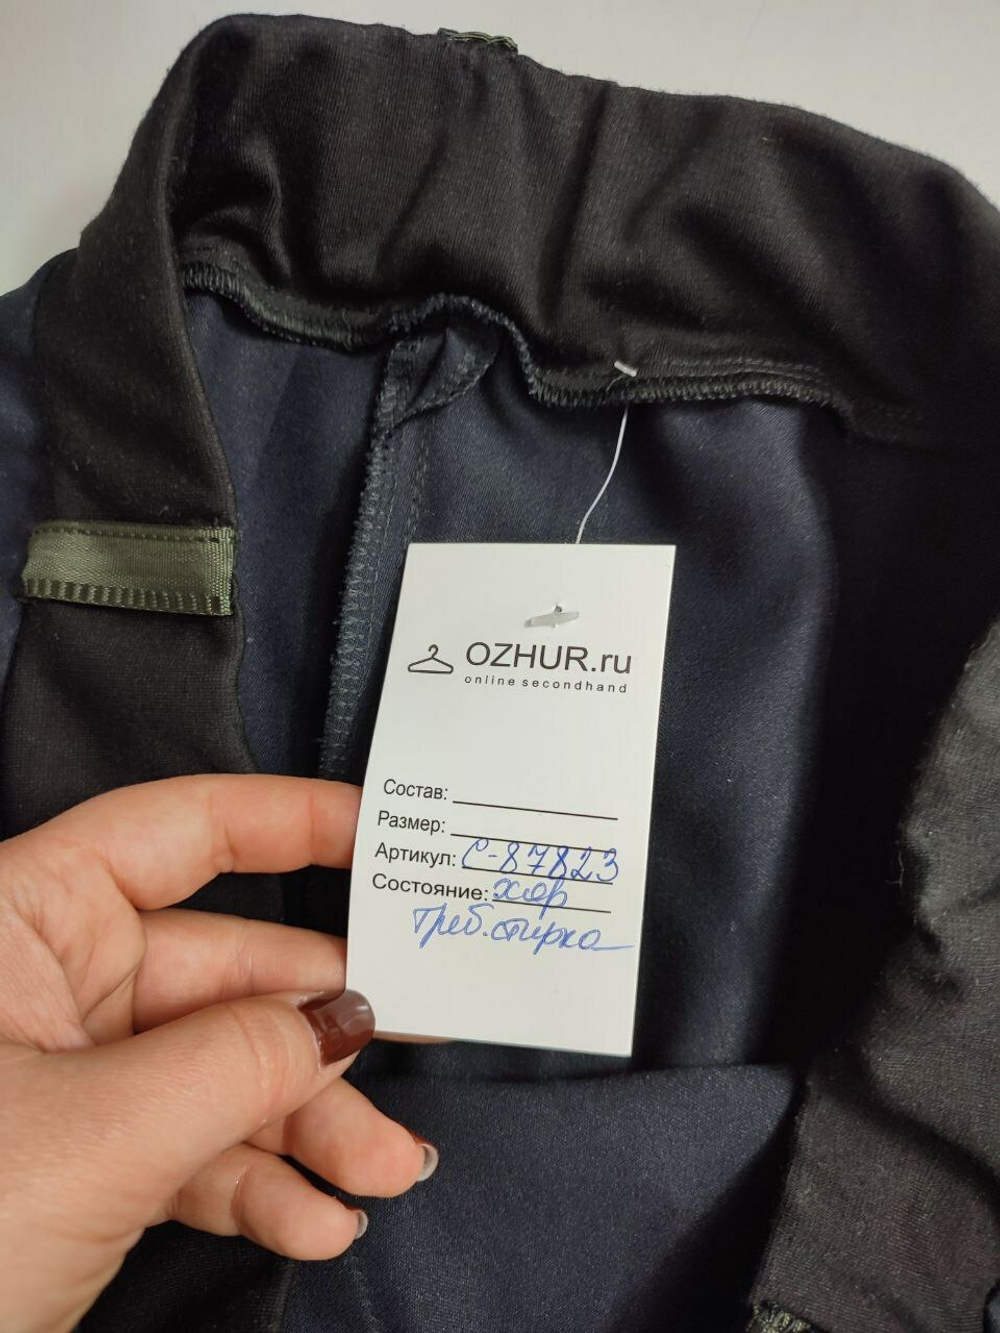 OZHUR.ru
online secondhand
Состав:
Размер:
Артикул: С-87823
Состояние: хор
Треб. стирка